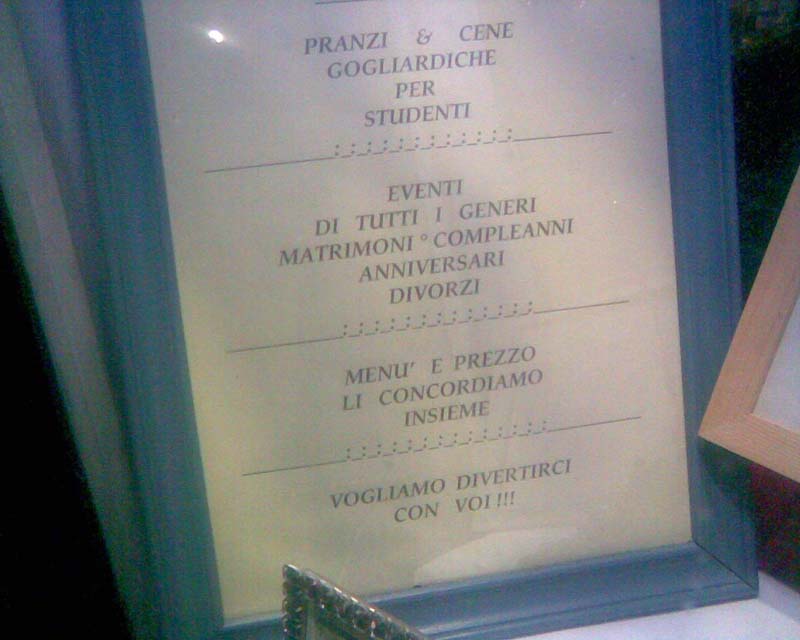 PRANZI & CENE
GOGLIARDICHE
PER
STUDENTI
EVENTI
DI TUTTI I GENERI
MATRIMONI ° COMPLEANNI
ANNIVERSARI
DIVORZI
MENU' E PREZZO
LI CONCORDIAMO
INSIEME
VOGLIAMO DIVERTIRCI
CON VOI !!!